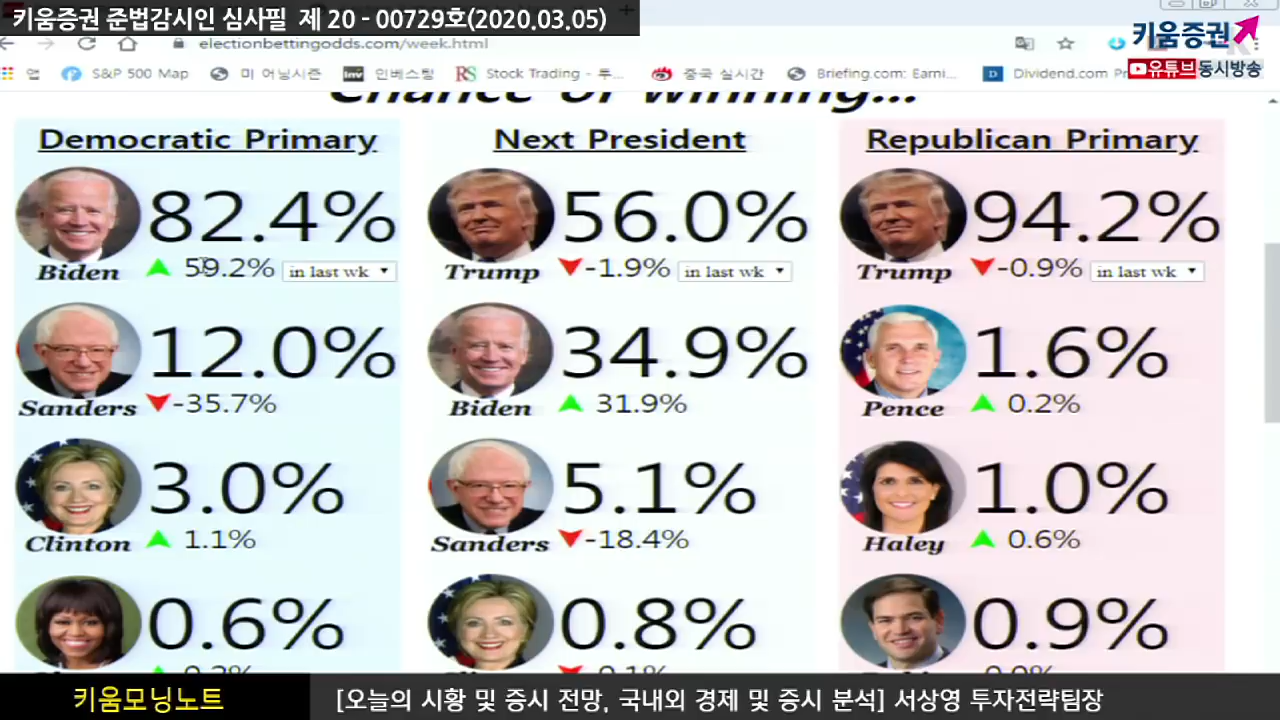 키움증권 준법감시인 심사필 제 20 - 00729호(2020.03.05)
키움증권
유튜브동시방송
electionbettingodds.com/week.html
앱 S&P 500 Map 미 어닝시즌 Inv 인베스팅 RS Stock Trading - 투... 중국 실시간 Briefing.com: Earni... D Dividend.com Pr
Chance of winning...
Democratic Primary
82.4%
Biden 59.2% in last wk
12.0%
Sanders -35.7%
3.0%
Clinton 1.1%
0.6%
Next President
56.0%
Trump -1.9% in last wk
34.9%
Biden 31.9%
5.1%
Sanders -18.4%
0.8%
Republican Primary
94.2%
Trump -0.9% in last wk
1.6%
Pence 0.2%
1.0%
Haley 0.6%
0.9%
키움모닝노트
[오늘의 시황 및 증시 전망, 국내외 경제 및 증시 분석] 서상영 투자전략팀장